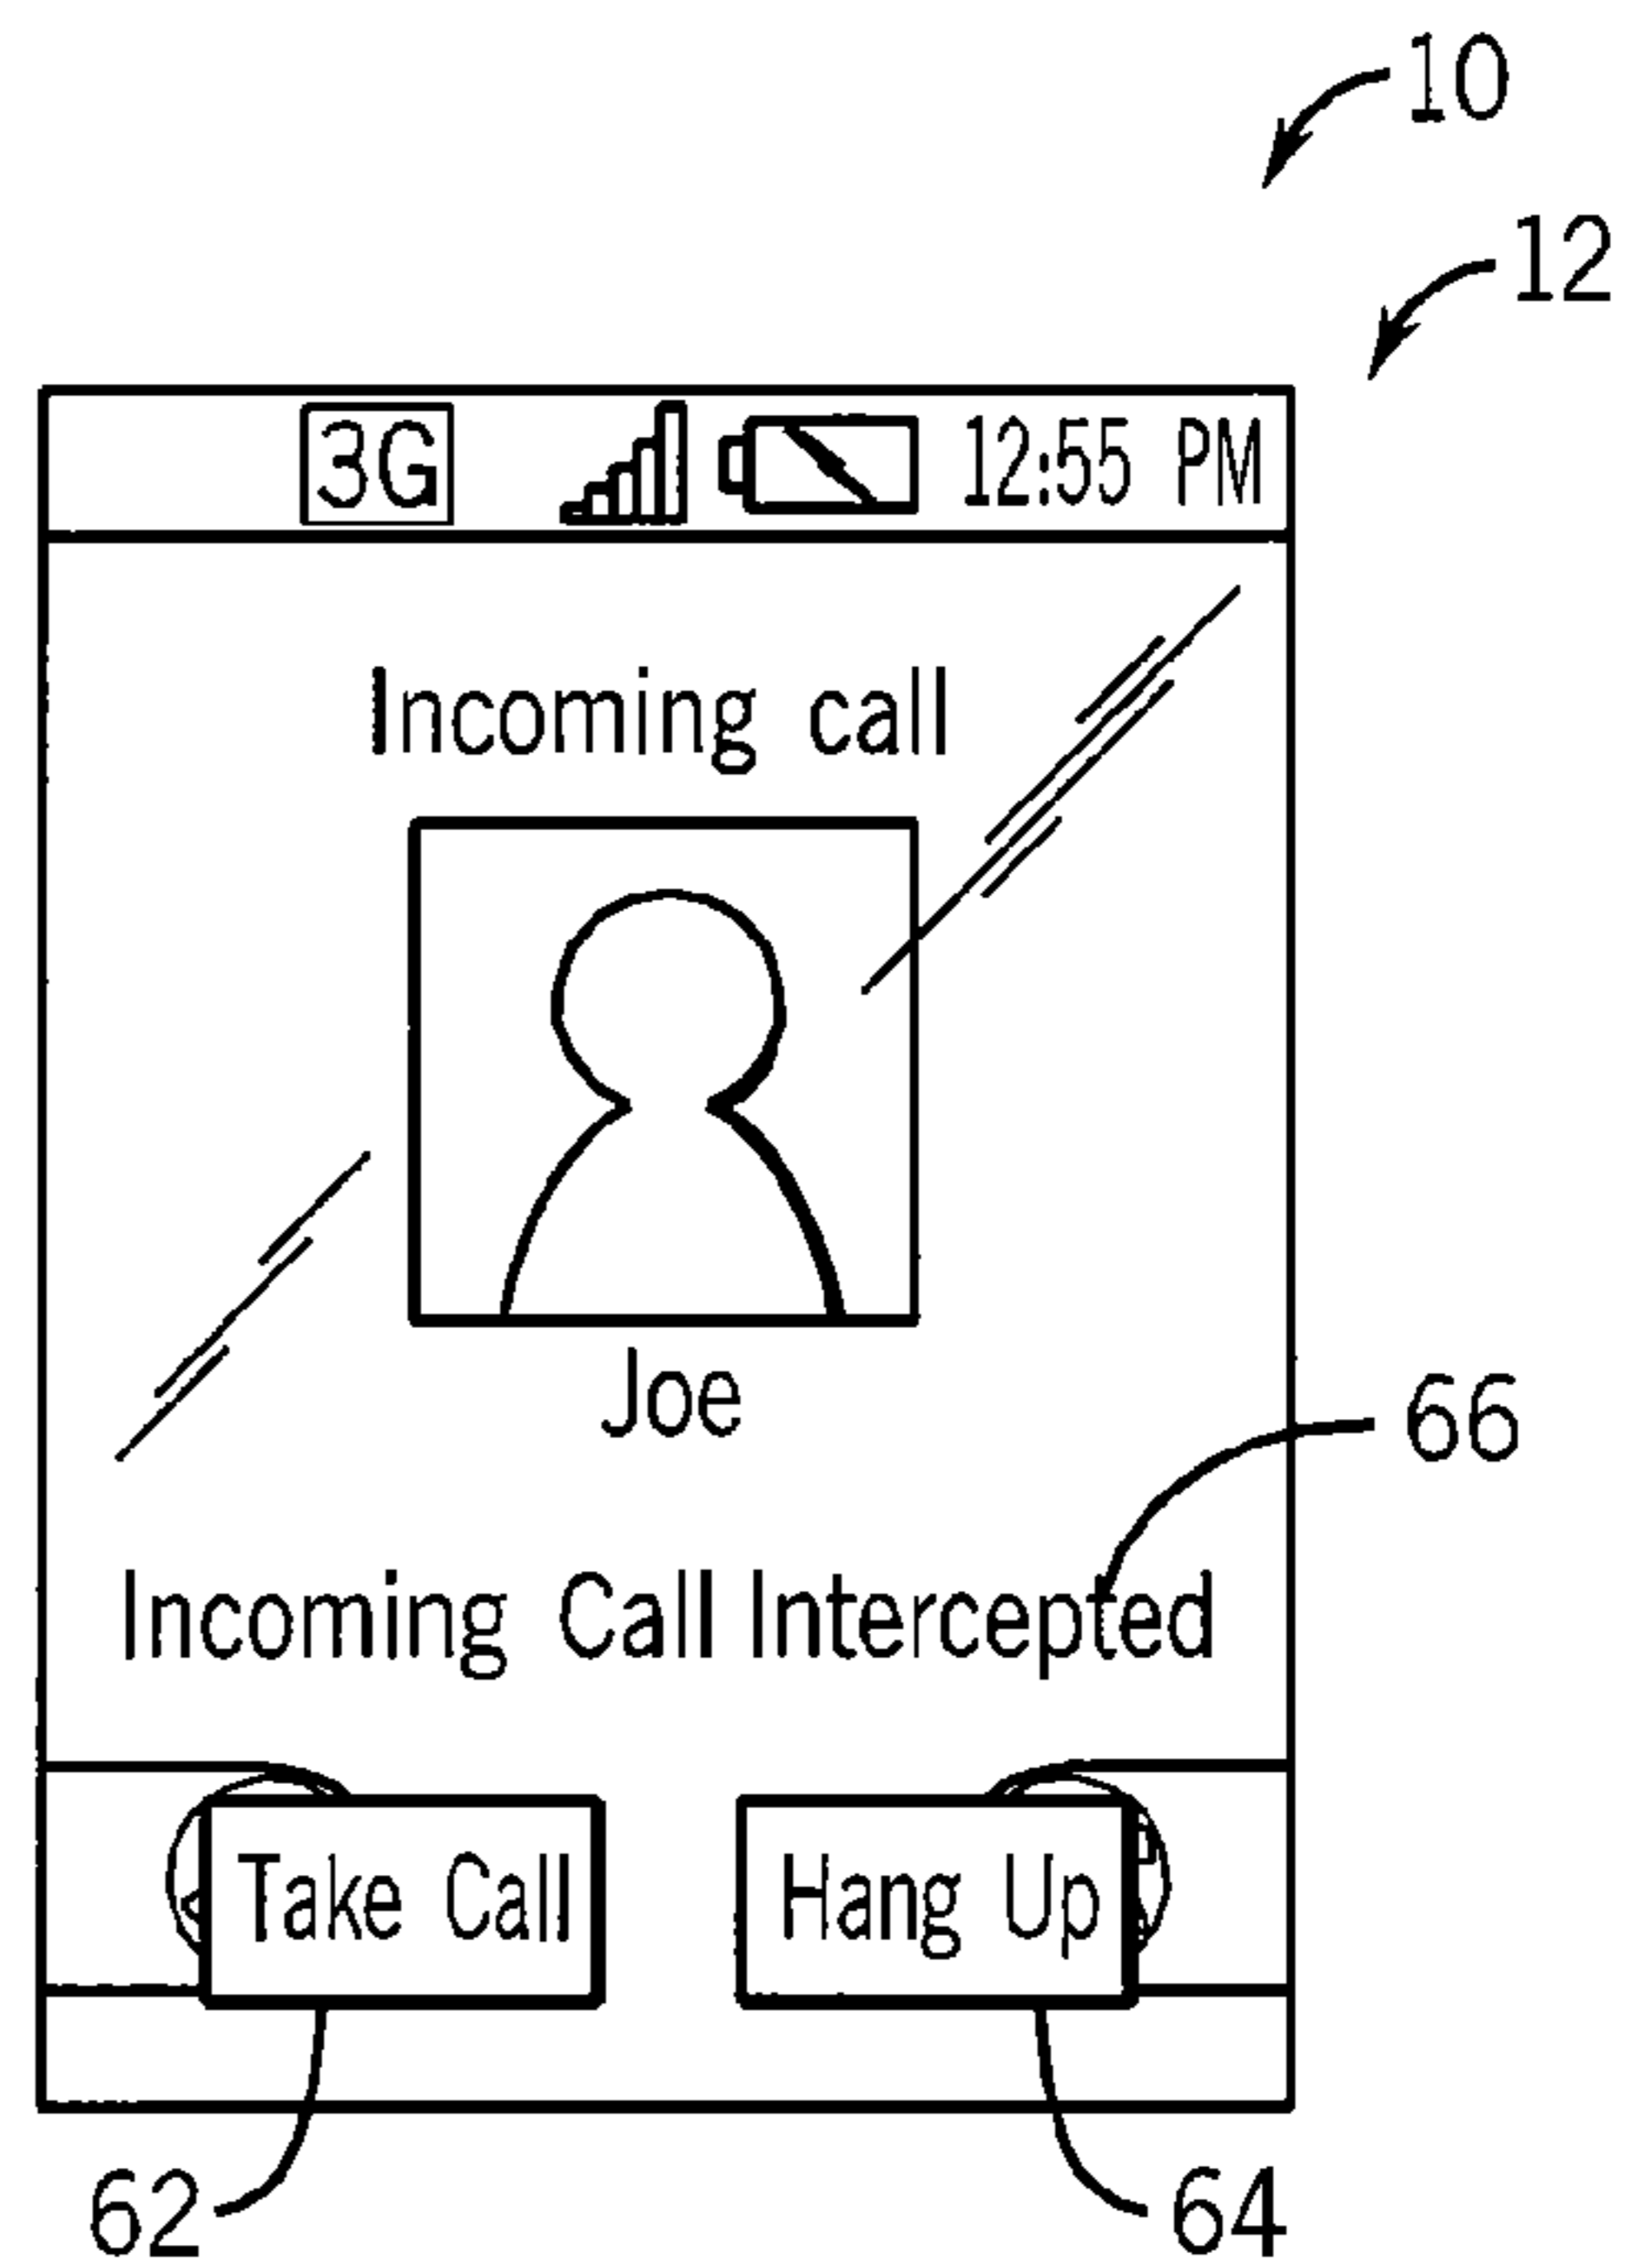 10
12
3G 12:55 PM
Incoming call
Joe
66
Incoming Call Intercepted
Take Call Hang Up
62 64